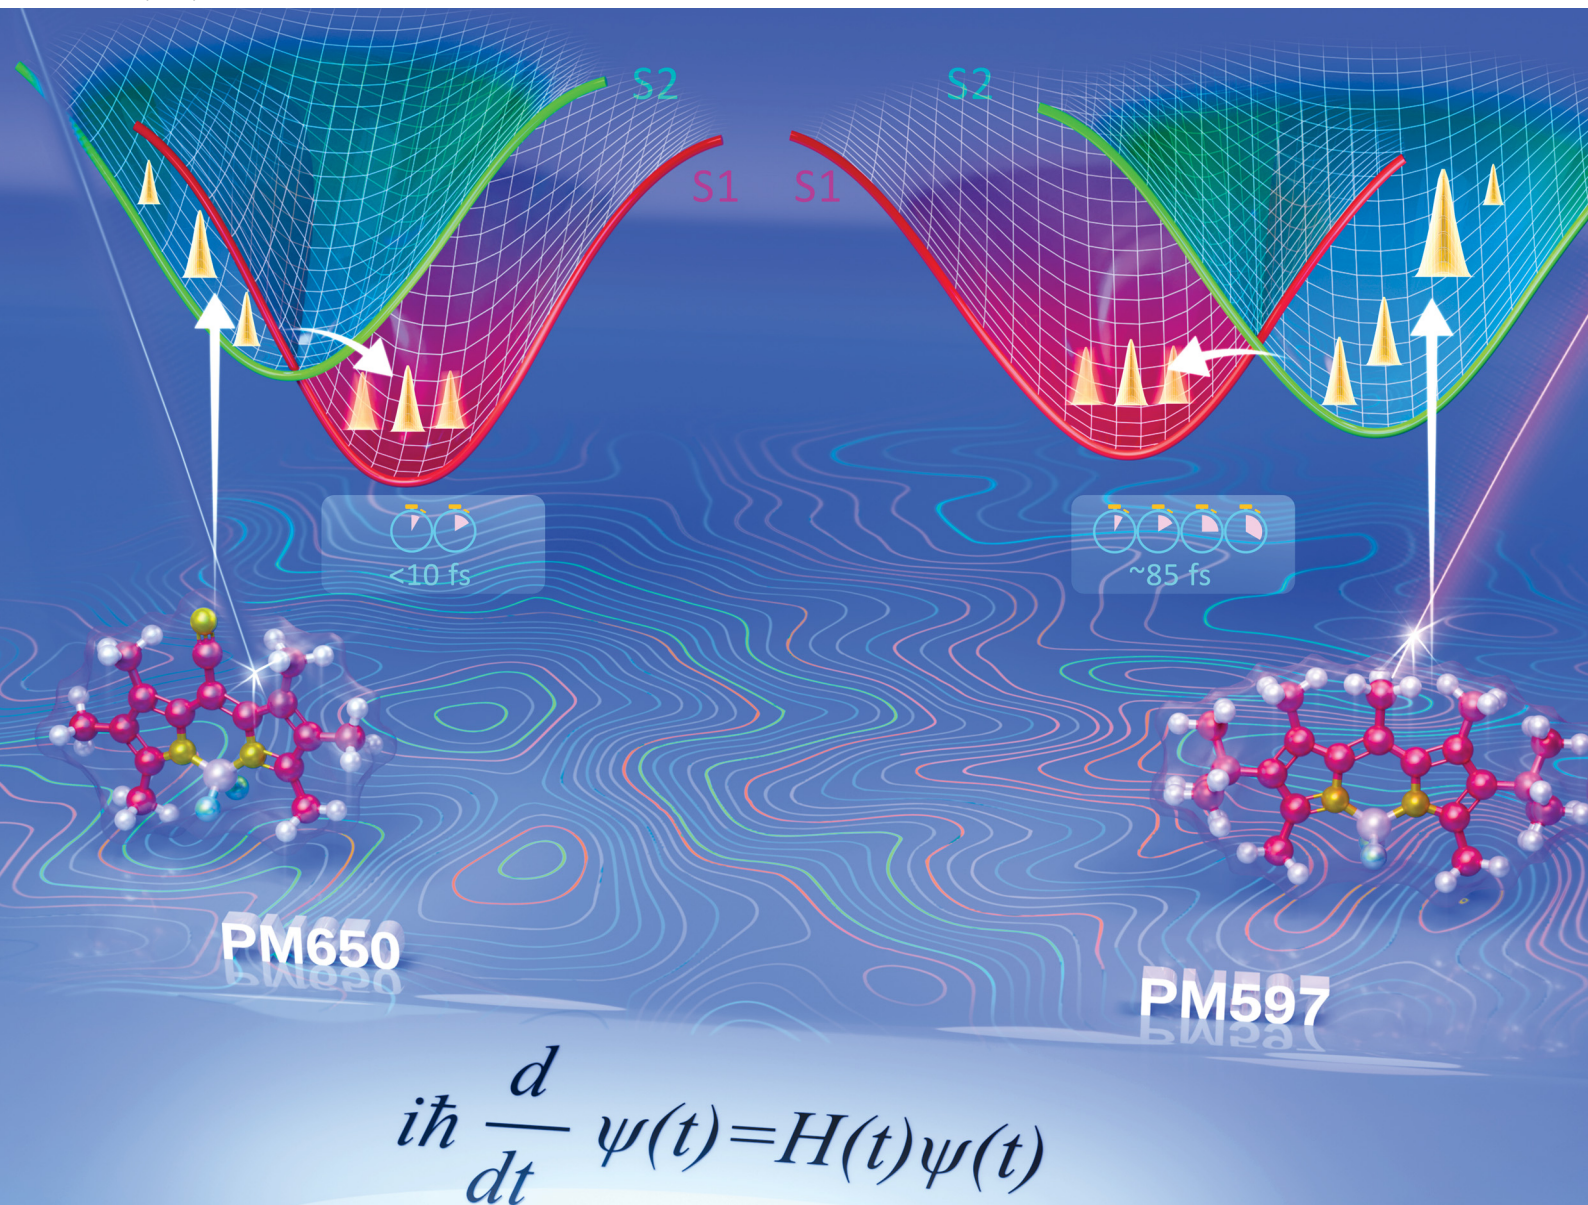 S2
S1
S2
S1
<10 fs
~85 fs
PM650
PM597
iħ d/dt ψ(t)=H(t)ψ(t)